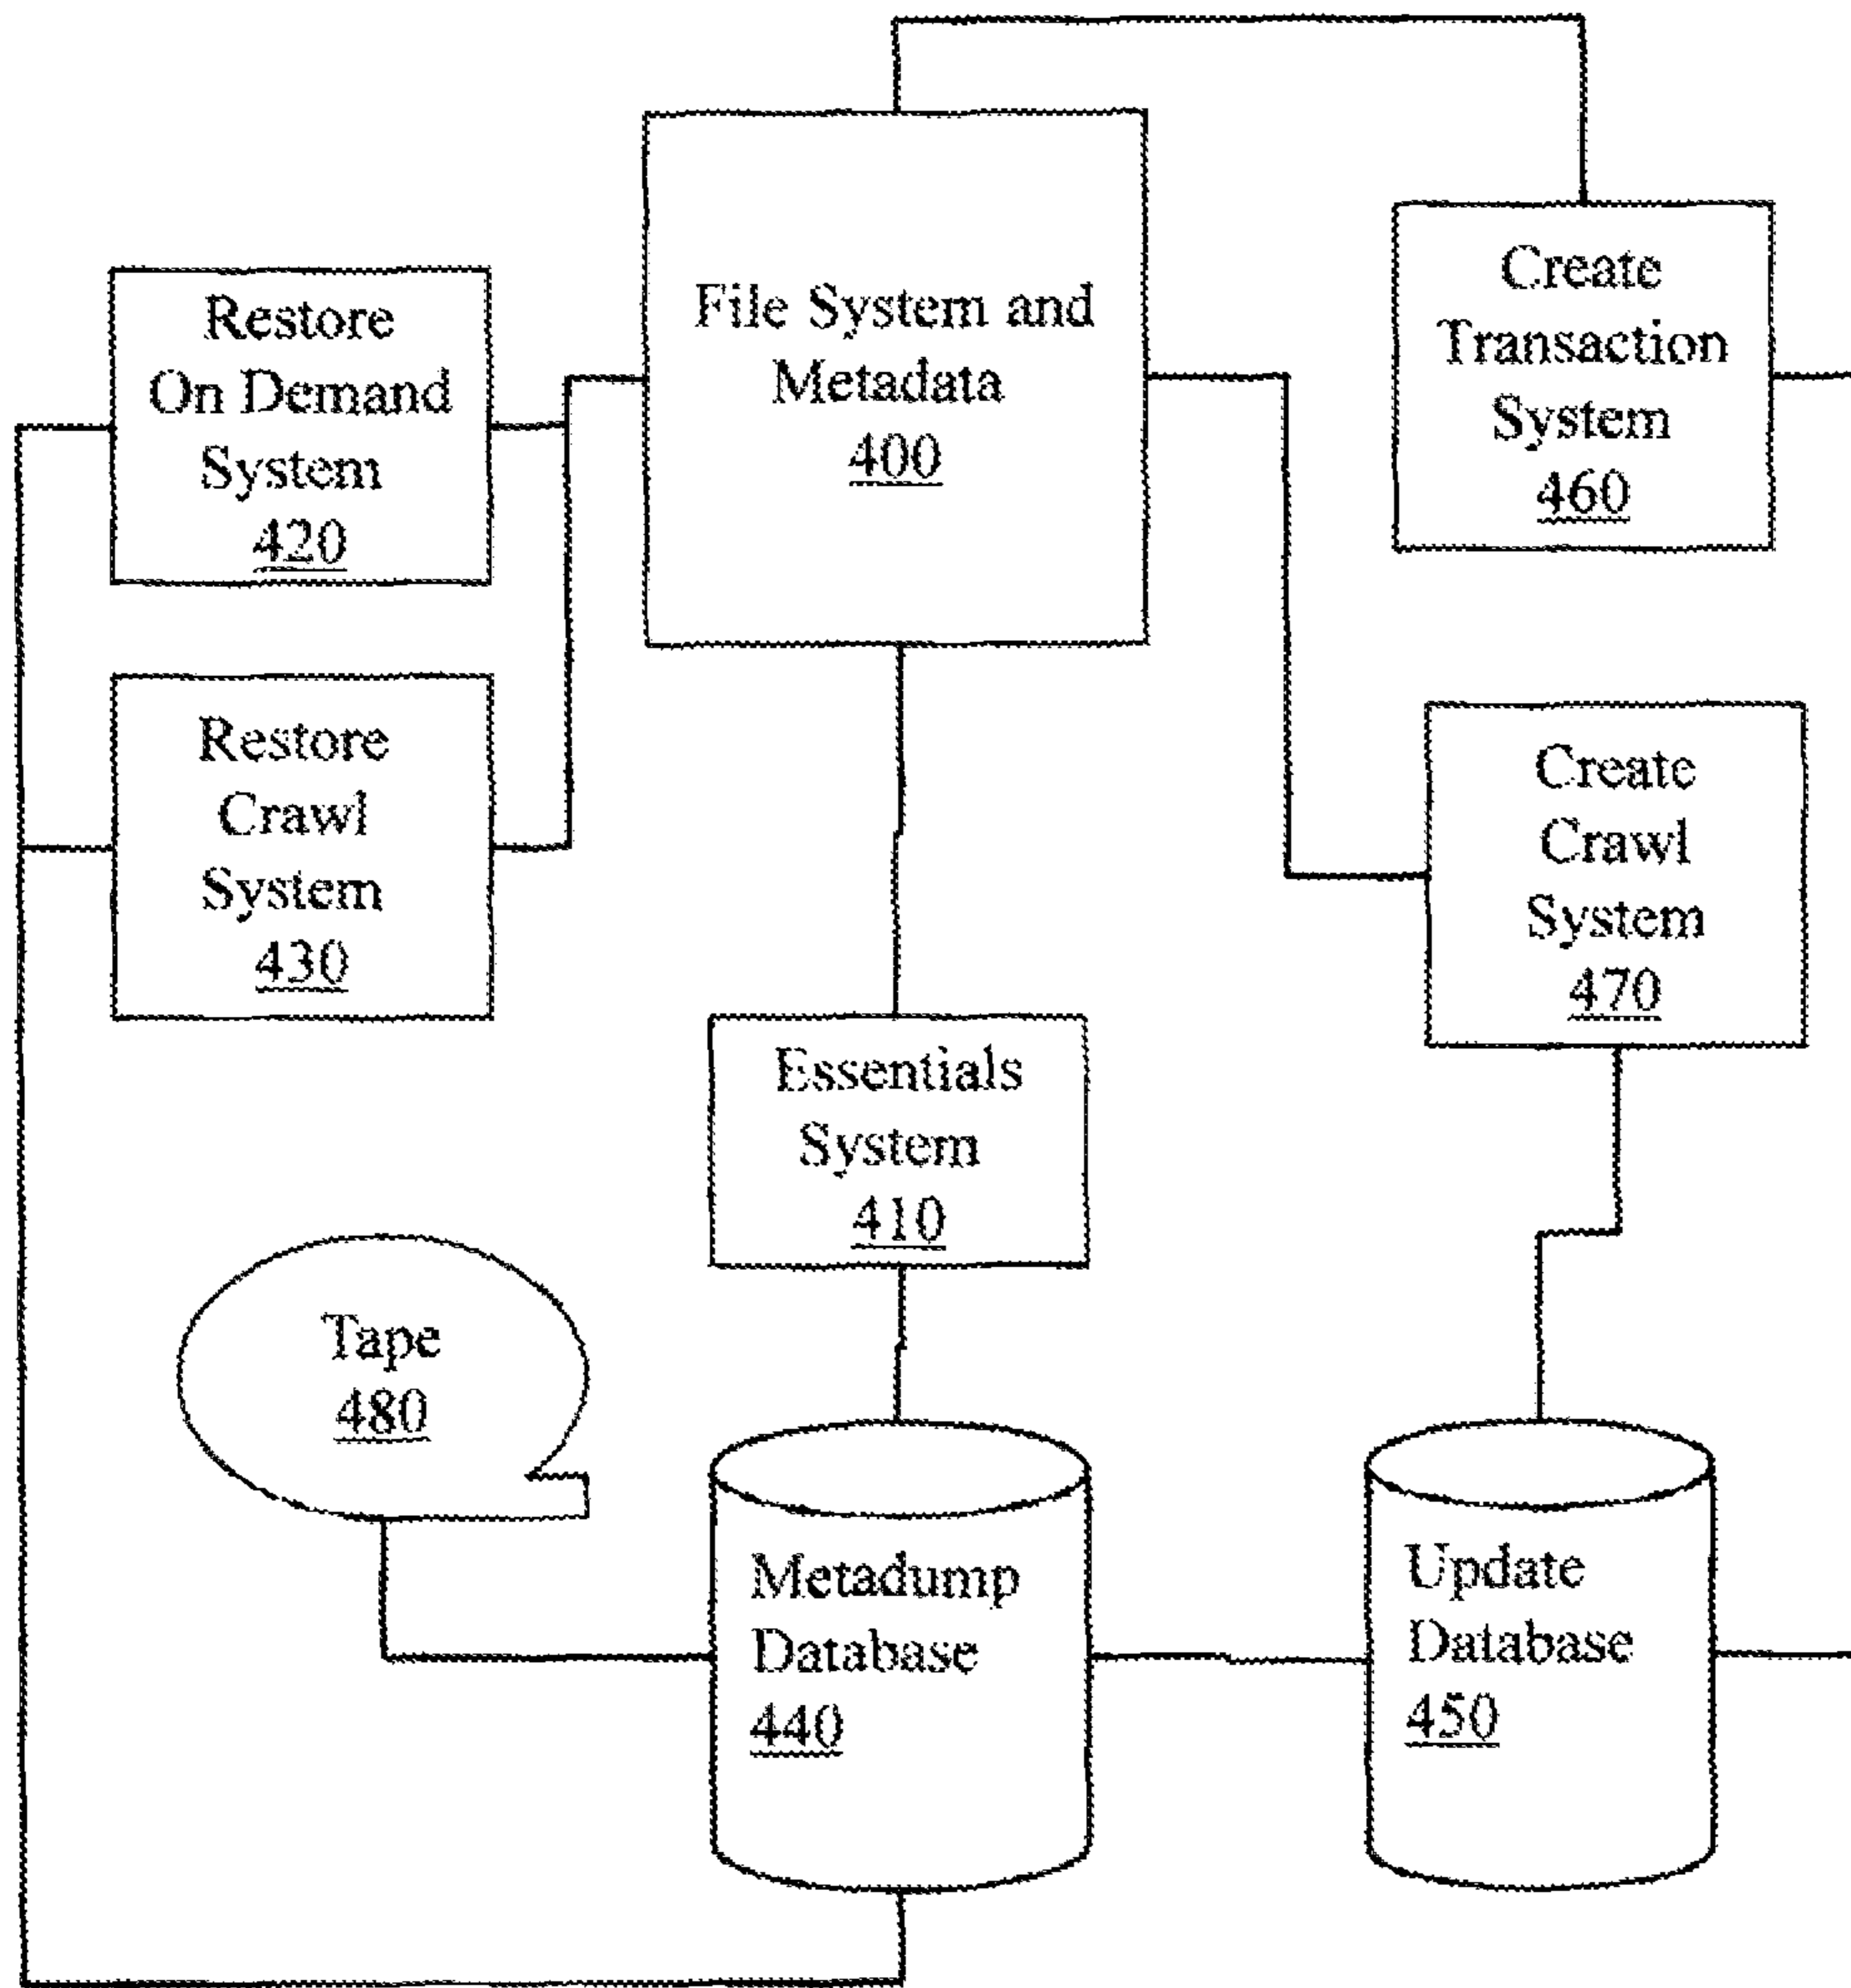 File System and
Metadata
400
Create
Transaction
System
460
Restore
On Demand
System
420
Restore
Crawl
System
430
Create
Crawl
System
470
Essentials
System
410
Tape
480
Metadump
Database
440
Update
Database
450